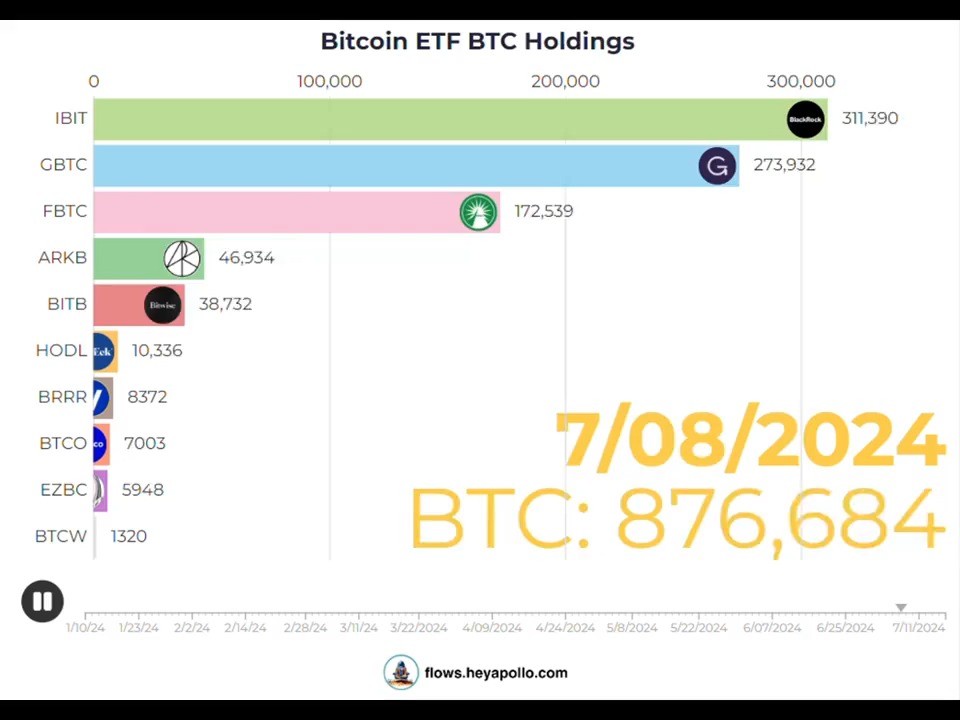 Bitcoin ETF BTC Holdings
0 100,000 200,000 300,000
IBIT BlackRock 311,390
GBTC G 273,932
FBTC 172,539
ARKB 46,934
BITB Bitwise 38,732
HODL Eck 10,336
BRRR 8372
BTCO co 7003
EZBC 5948
BTCW 1320
7/08/2024
BTC: 876,684
1/10/24 1/23/24 2/2/24 2/14/24 2/28/24 3/11/24 3/22/2024 4/09/2024 4/24/2024 5/8/2024 5/22/2024 6/07/2024 6/25/2024 7/11/2024
flows.heyapollo.com